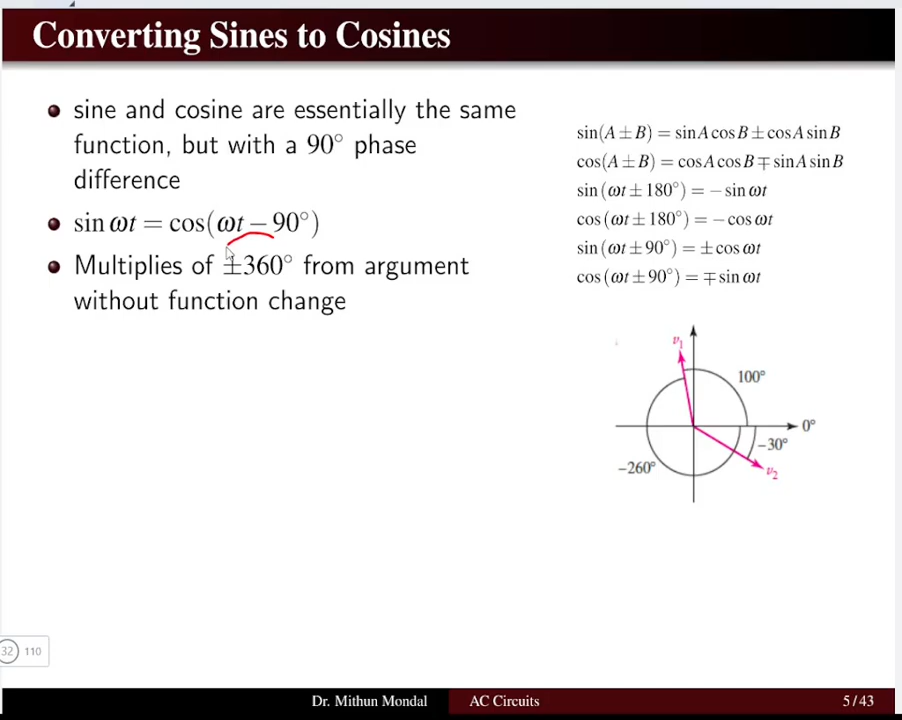 Converting Sines to Cosines
sine and cosine are essentially the same
function, but with a 90° phase
difference
sin ωt = cos(ωt − 90°)
Multiplies of ±360° from argument
without function change
sin(A ± B) = sin A cos B ± cos A sin B
cos(A ± B) = cos A cos B ∓ sin A sin B
sin (ωt ± 180°) = − sin ωt
cos (ωt ± 180°) = − cos ωt
sin (ωt ± 90°) = ± cos ωt
cos (ωt ± 90°) = ∓ sin ωt
v₁
100°
0°
−30°
−260°
v₂
32 110
Dr. Mithun Mondal AC Circuits 5 / 43